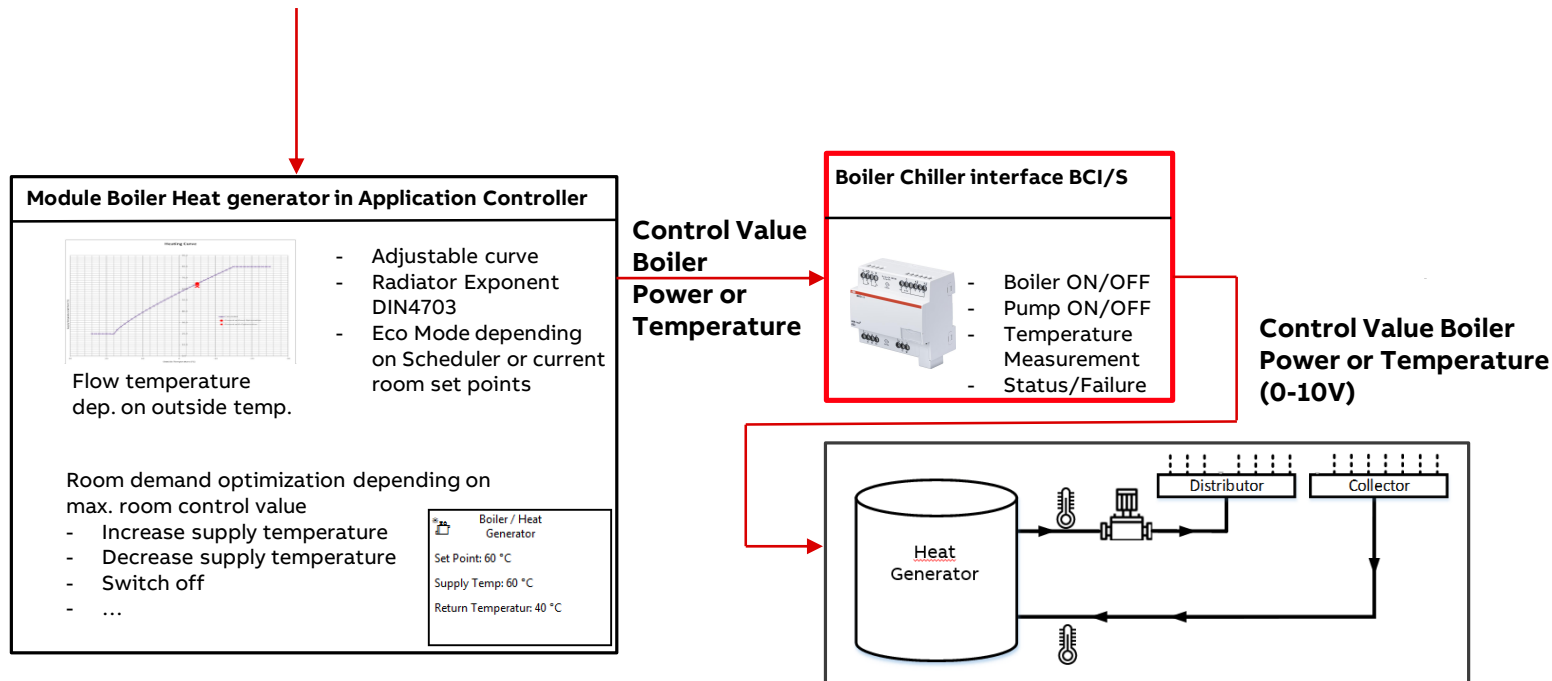 Module Boiler Heat generator in Application Controller
Heating Curve
Flow temperature
dep. on outside temp.
- Adjustable curve
- Radiator Exponent
DIN4703
- Eco Mode depending
on Scheduler or current
room set points
Room demand optimization depending on
max. room control value
- Increase supply temperature
- Decrease supply temperature
- Switch off
- ...
Boiler / Heat
Generator
Set Point: 60 °C
Supply Temp: 60 °C
Return Temperatur: 40 °C
Control Value
Boiler
Power or
Temperature
Boiler Chiller interface BCI/S
- Boiler ON/OFF
- Pump ON/OFF
- Temperature
Measurement
- Status/Failure
Control Value Boiler
Power or Temperature
(0-10V)
Heat
Generator
Distributor
Collector